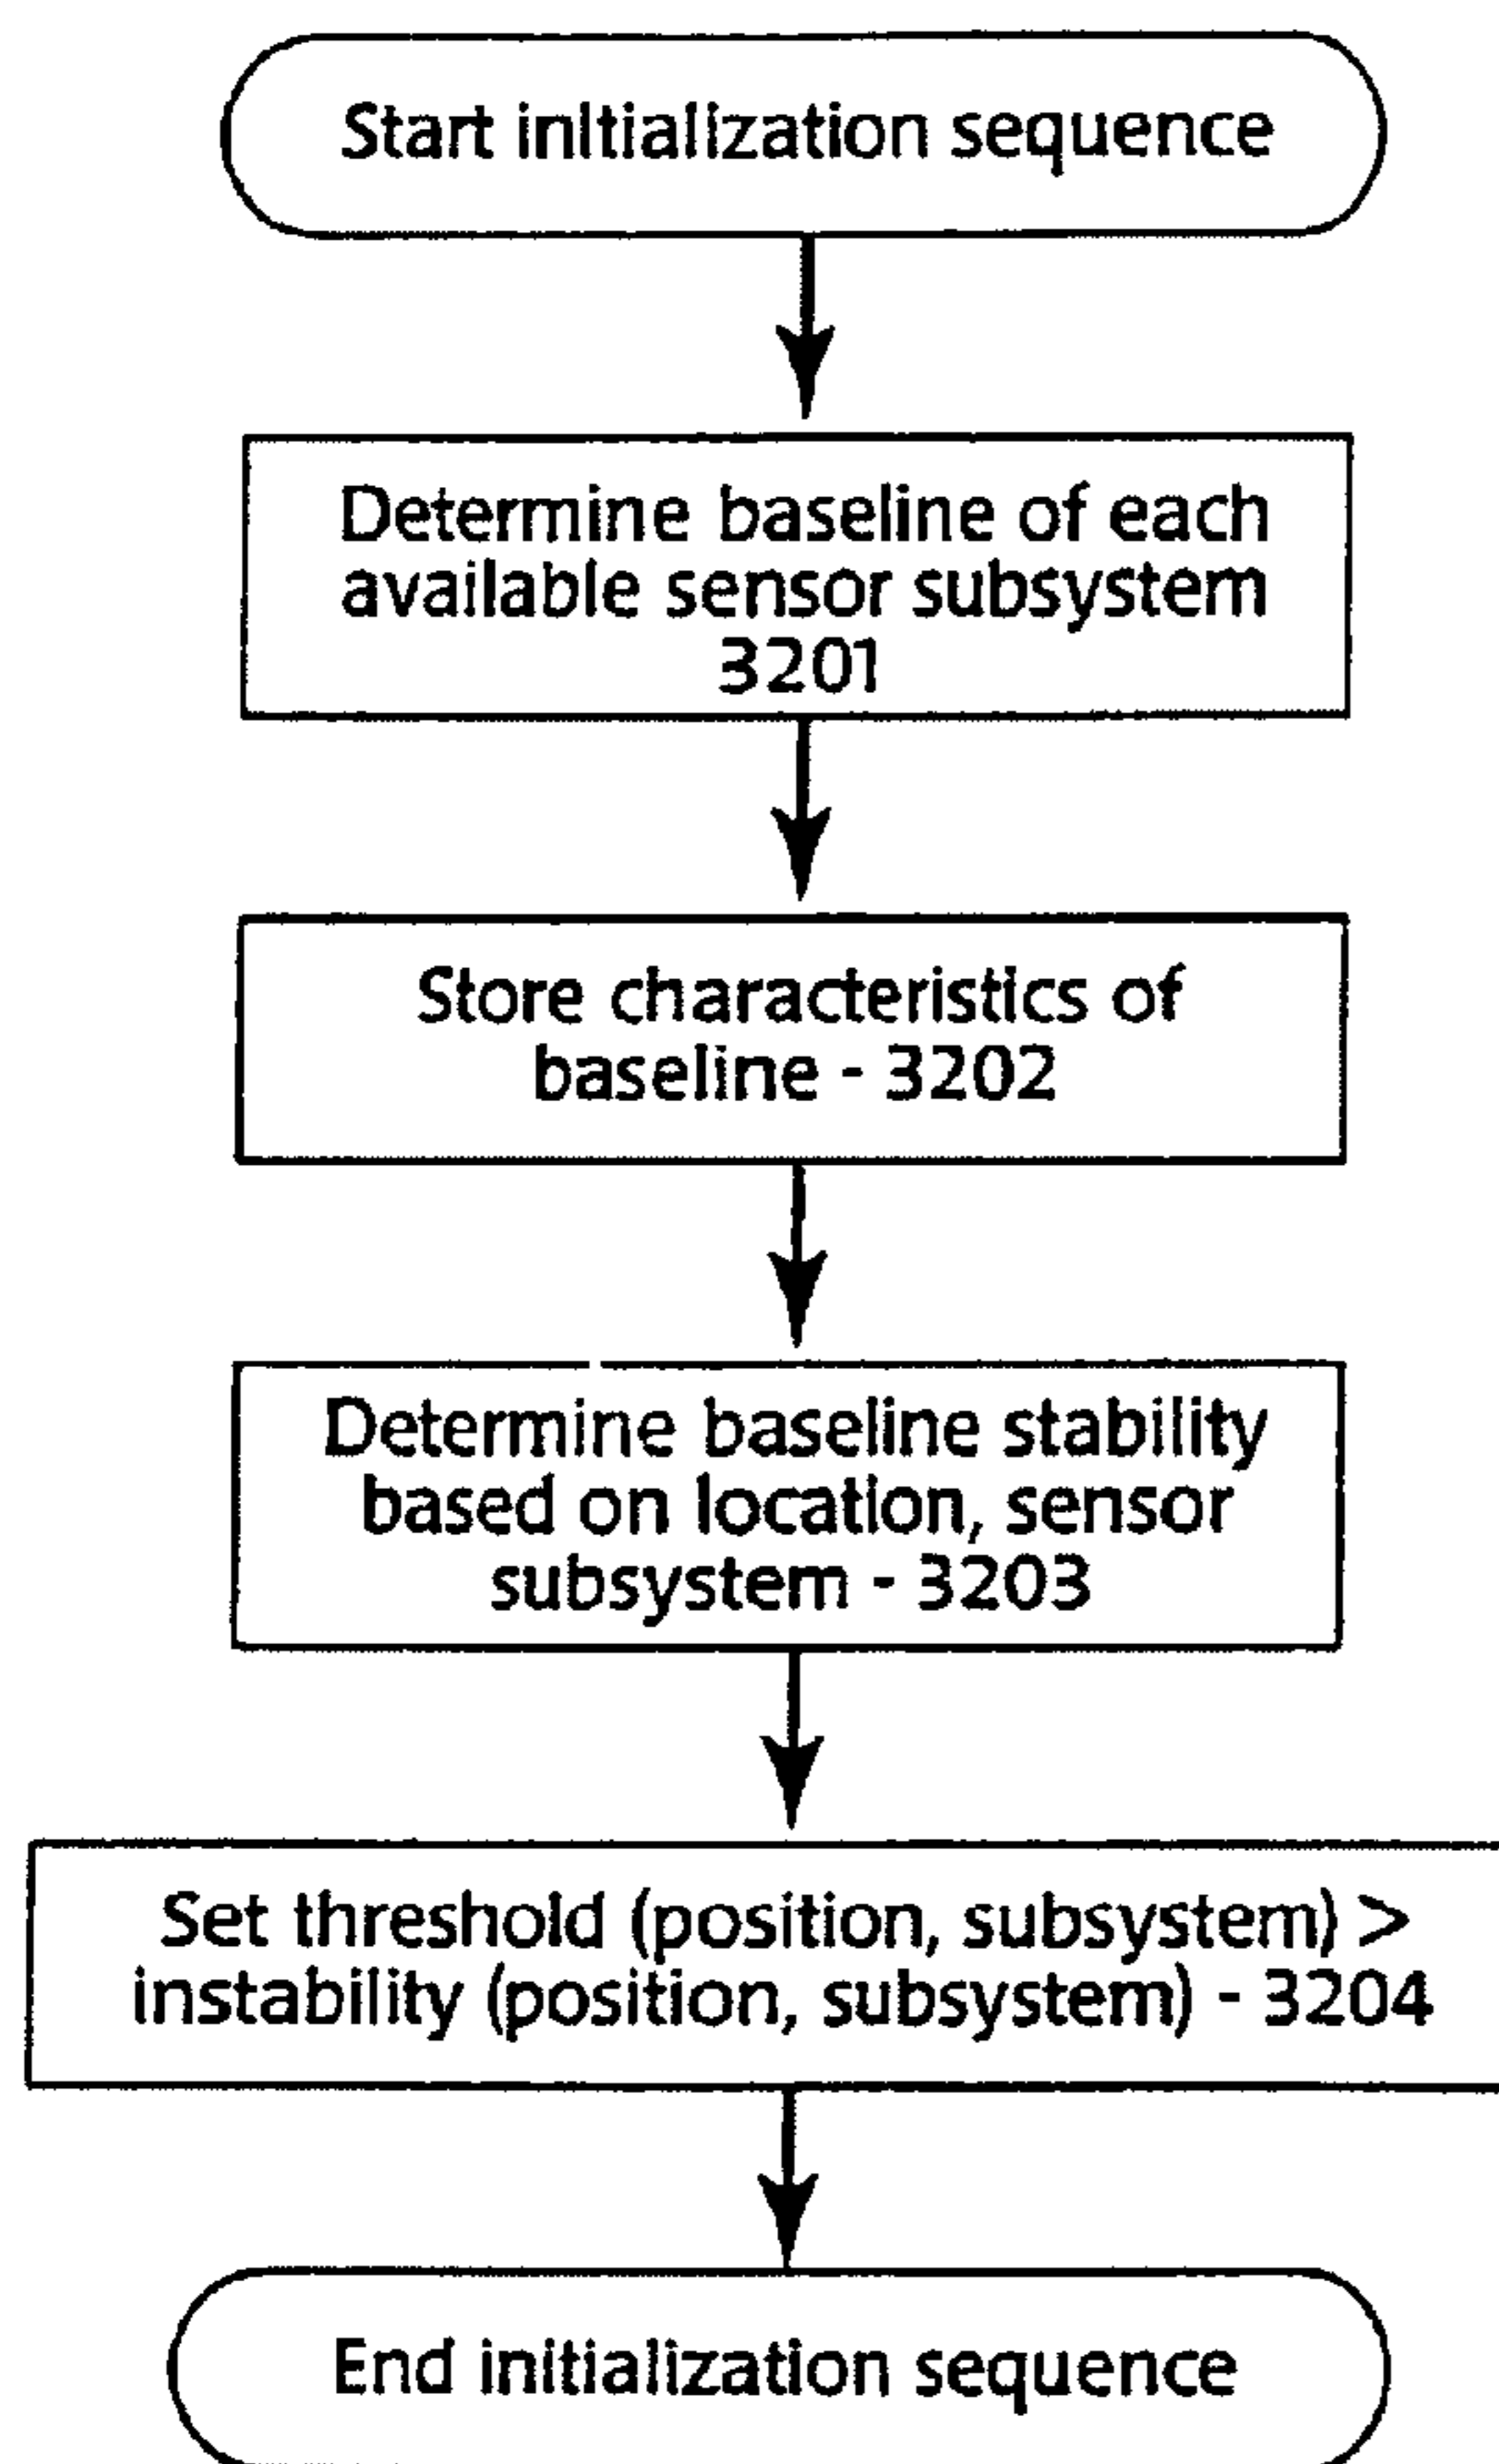 Start initialization sequence
Determine baseline of each
available sensor subsystem
3201
Store characteristics of
baseline - 3202
Determine baseline stability
based on location, sensor
subsystem - 3203
Set threshold (position, subsystem) >
instability (position, subsystem) - 3204
End initialization sequence